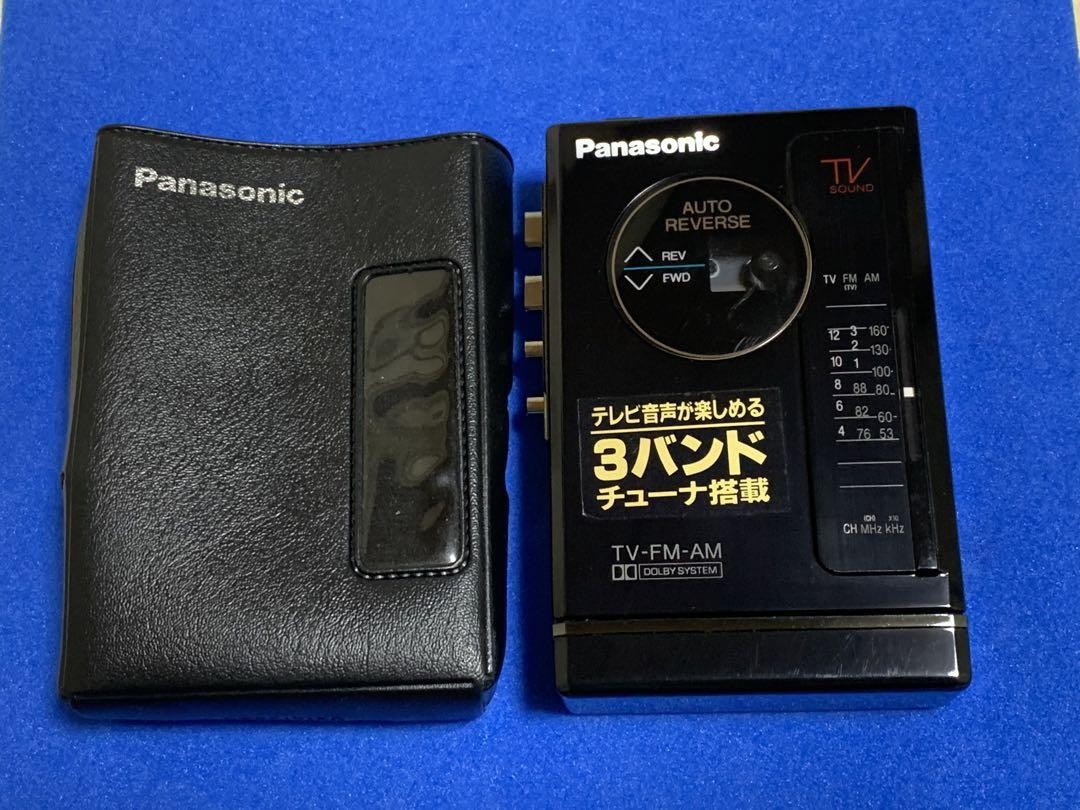 Panasonic
Panasonic
TV
SOUND
AUTO
REVERSE
REV
FWD
TV FM AM
(TV)
12 3 160
2 130
10 1 100
8 88 80
6 82 60
4 76 53
(CH) x10
CH MHz kHz
テレビ音声が楽しめる
3バンド
チューナ搭載
TV-FM-AM
DOLBY SYSTEM